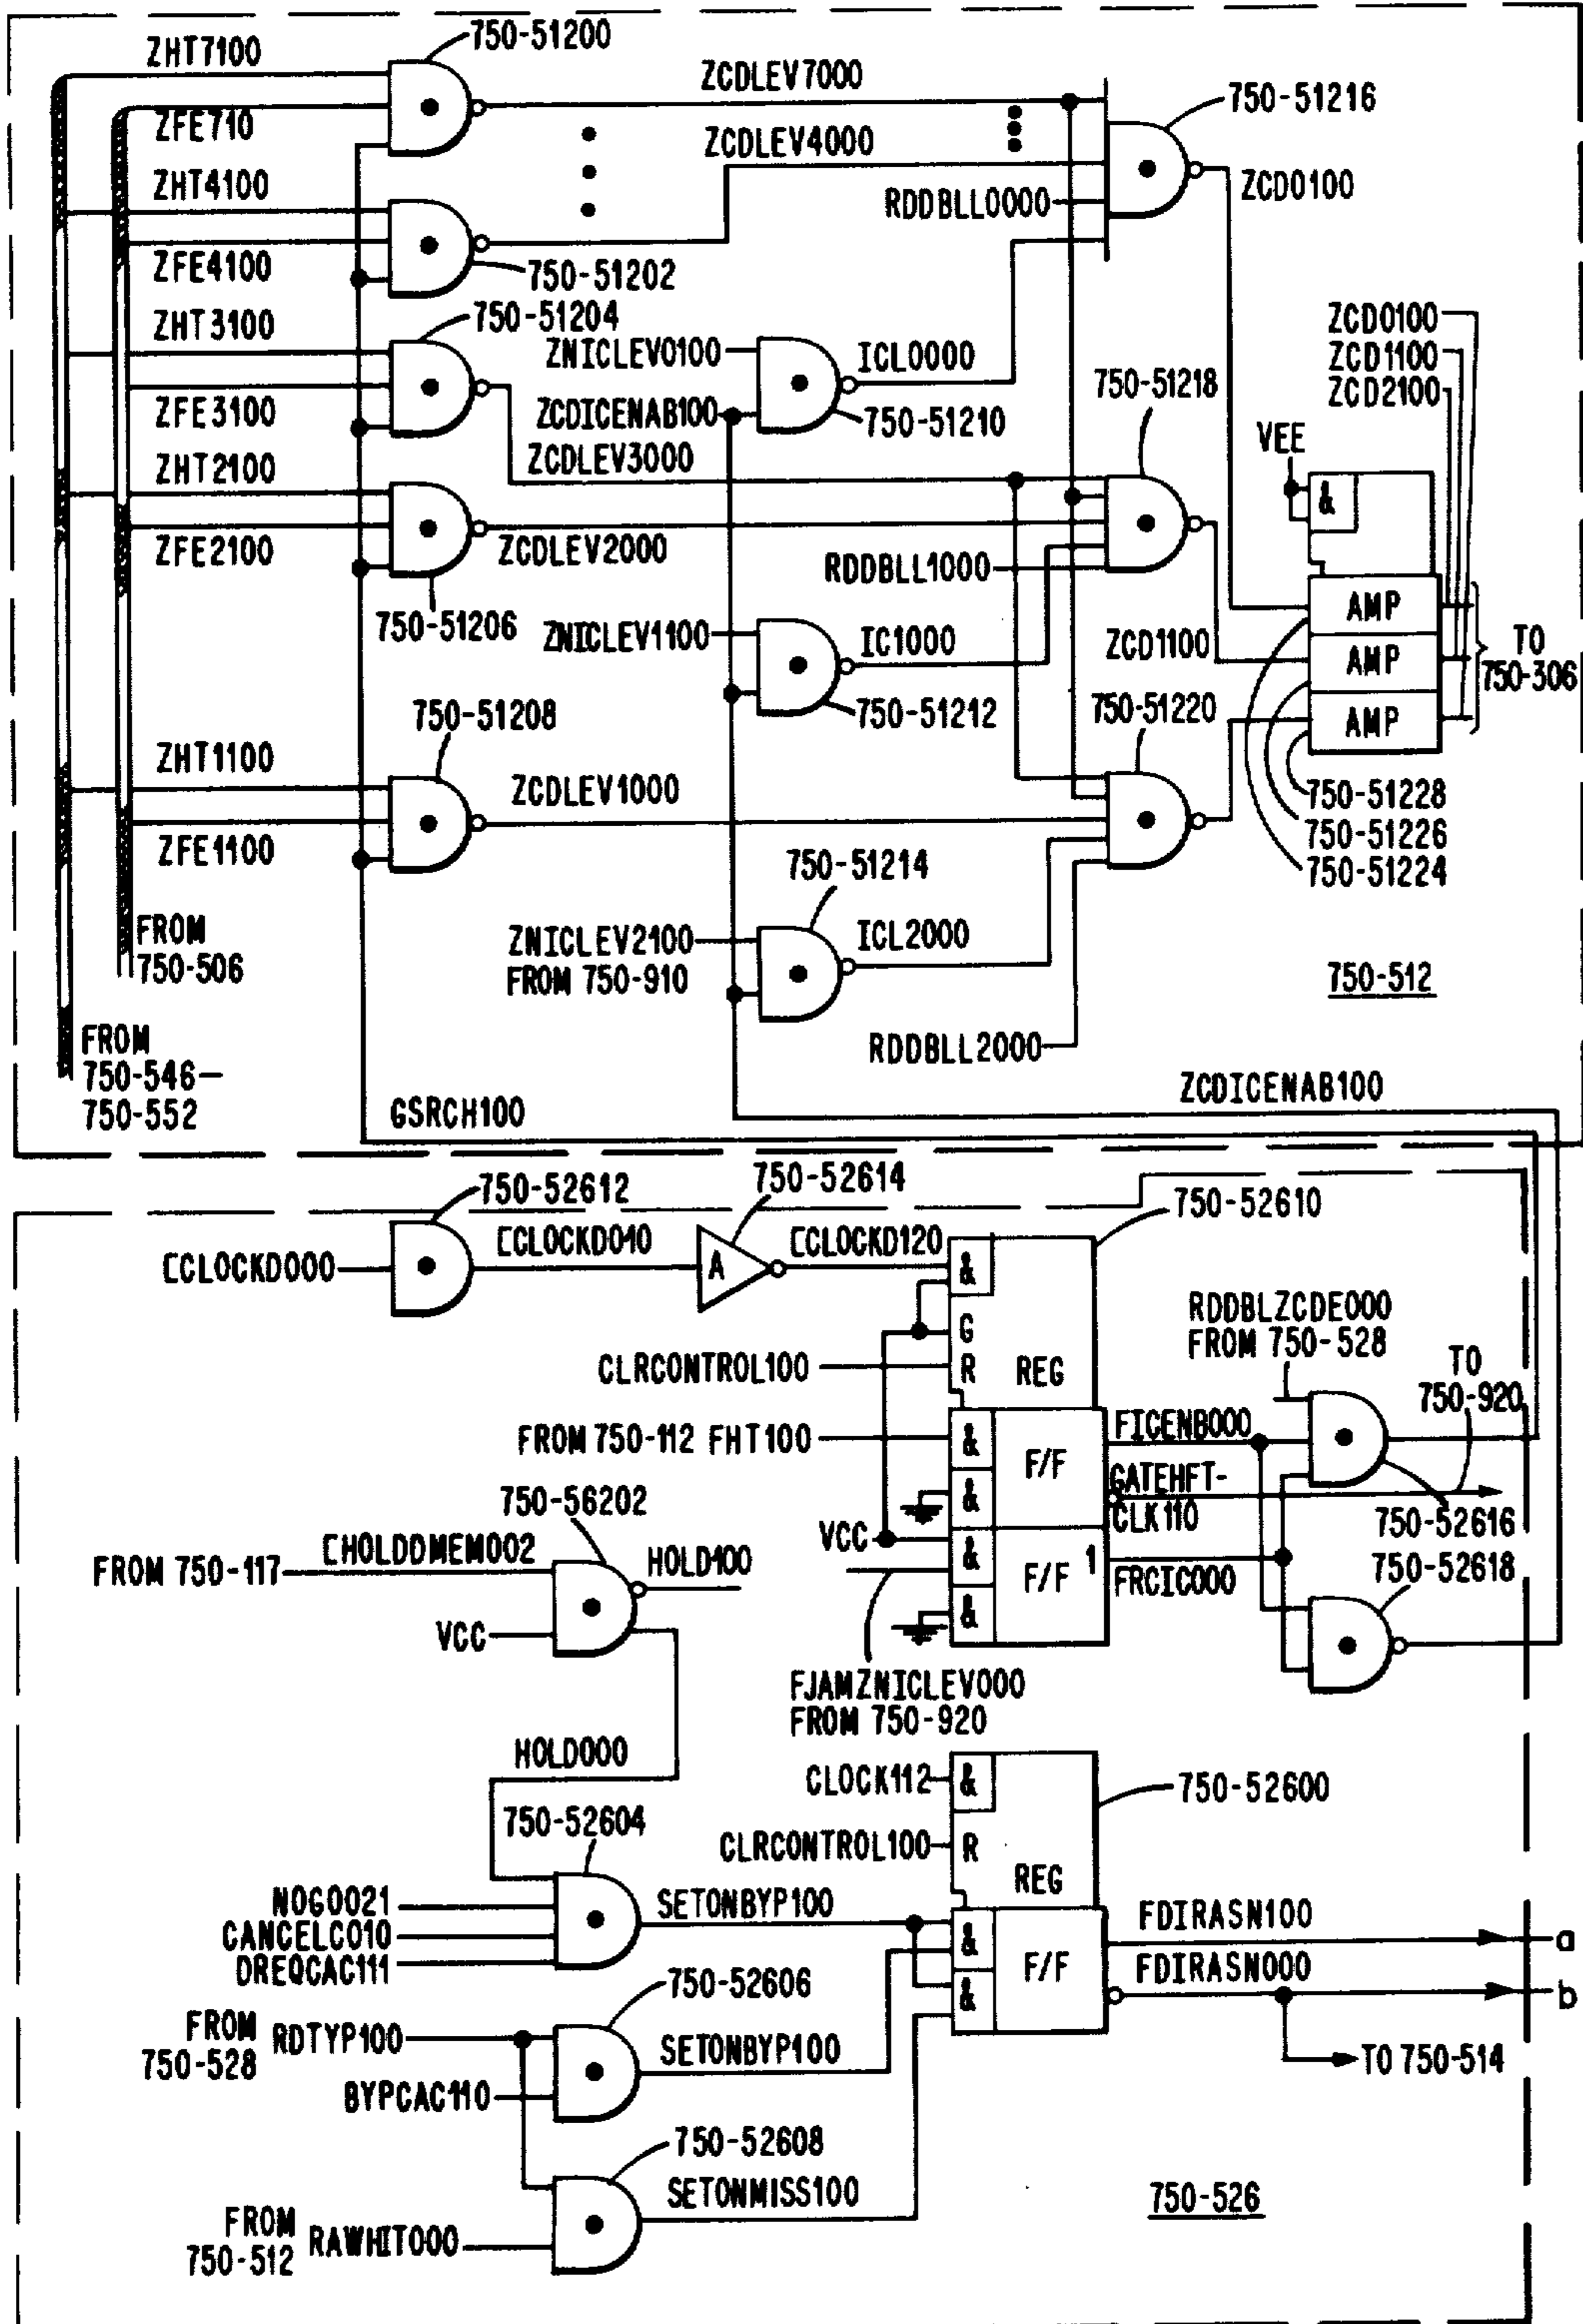 750-51200
ZHT7100
ZCDLEV7000
750-51216
ZFE710
ZCDLEV4000
ZHT4100
RDDBLL0000
ZCD0100
ZFE4100
750-51202
750-51204
ZHT3100
ZNICLEV0100
ICL0000
ZCD0100
ZCD1100
ZCD2100
750-51218
ZFE3100
ZCDICENAB100
750-51210
VEE
ZHT2100
ZCDLEV3000
&
ZFE2100
ZCDLEV2000
RDDBLL1000
AMP
750-51206
ZNICLEV1100
IC1000
ZCD1100
AMP
TO
750-306
750-51208
750-51212
750-51220
AMP
ZHT1100
ZCDLEV1000
750-51228
ZFE1100
750-51226
750-51214
750-51224
FROM
750-506
ZNICLEV2100
FROM 750-910
ICL2000
750-512
FROM
750-546—
750-552
RDDBLL2000
ZCDICENAB100
GSRCH100
750-52612
750-52614
750-52610
[CLOCKD000
[CLOCKD010
A
[CLOCKD120
&
G
RDDBLZCDE000
FROM 750-528
CLRCONTROL100
R
REG
TO
750-920
FROM 750-112 FHT100
&
F/F
FICENB000
&
GATEHFT-
CLK110
750-52616
750-56202
VCC
&
F/F 1
FRCIC000
750-52618
FROM 750-117
[HOLDDMEM002
HOLD100
&
VCC
FJAMZNICLEV000
FROM 750-920
HOLD000
CLOCK112
&
750-52600
750-52604
CLRCONTROL100
R
REG
NOGO021
CANCELC010
DREQCAC111
SETONBYP100
&
F/F
FDIRASN100
a
&
FDIRASN000
b
750-52606
FROM
750-528
RDTYP100
SETONBYP100
TO 750-514
BYPCAC110
750-52608
SETONMISS100
750-526
FROM
750-512
RAWHIT000